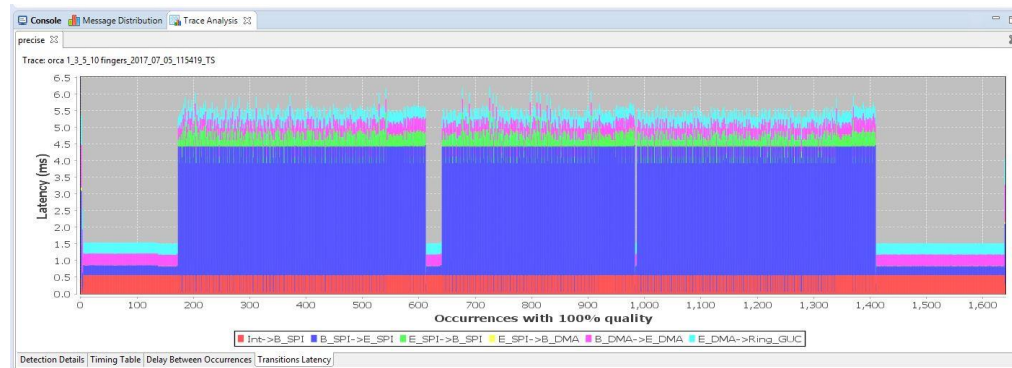 Console Message Distribution Trace Analysis
precise
Trace: orca 1_3_5_10 fingers_2017_07_05_115419_TS
6.5
6.0
5.5
5.0
4.5
4.0
3.5
3.0
2.5
2.0
1.5
1.0
0.5
0.0
Latency (ms)
0 100 200 300 400 500 600 700 800 900 1,000 1,100 1,200 1,300 1,400 1,500 1,600
Occurrences with 100% quality
Int->B_SPI B_SPI->E_SPI E_SPI->B_SPI E_SPI->B_DMA B_DMA->E_DMA E_DMA->Ring_GUC
Detection Details Timing Table Delay Between Occurrences Transitions Latency